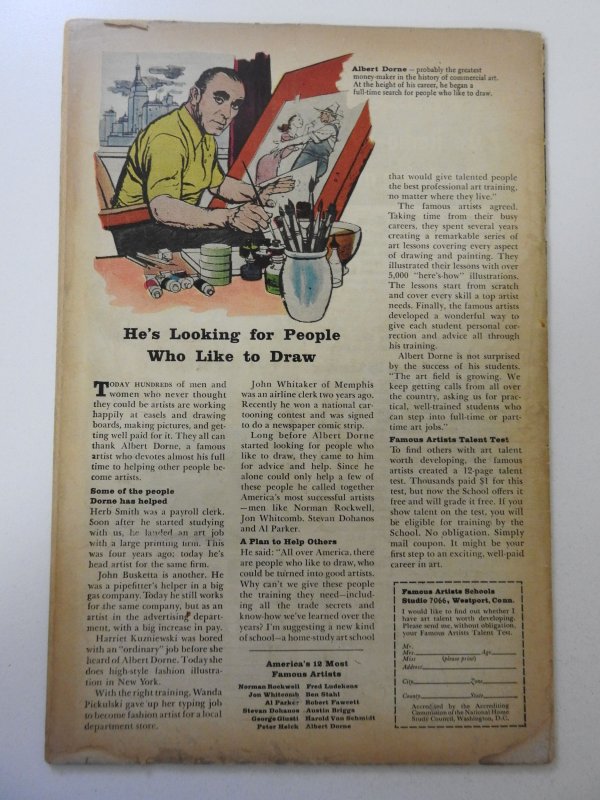 Albert Dorne — probably the greatest
money-maker in the history of commercial art.
At the height of his career, he began a
full-time search for people who like to draw.
He's Looking for People
Who Like to Draw
TODAY HUNDREDS of men and
women who never thought
they could be artists are working
happily at easels and drawing
boards, making pictures, and get-
ting well paid for it. They all can
thank Albert Dorne, a famous
artist who devotes almost his full
time to helping other people be-
come artists.
Some of the people
Dorne has helped
Herb Smith was a payroll clerk.
Soon after he started studying
with us, he landed an art job
with a large printing firm. This
was four years ago, today he's
head artist for the same firm.
John Busketta is another. He
was a pipefitter's helper in a big
gas company. Today he still works
for the same company, but as an
artist in the advertising depart-
ment, with a big increase in pay.
Harriet Kuzniewski was bored
with an "ordinary" job before she
heard of Albert Dorne. Today she
does high-style fashion illustra-
tion in New York.
With the right training, Wanda
Pickulski gave up her typing job
to become fashion artist for a local
department store.
John Whitaker of Memphis
was an airline clerk two years ago.
Recently he won a national car-
tooning contest and was signed
to do a newspaper comic strip.
Long before Albert Dorne
started looking for people who
like to draw, they came to him
for advice and help. Since he
alone could only help a few of
these people he called together
America's most successful artists
—men like Norman Rockwell,
Jon Whitcomb, Stevan Dohanos
and Al Parker.
A Plan to Help Others
He said: "All over America, there
are people who like to draw, who
could be turned into good artists.
Why can't we give these people
the training they need—includ-
ing all the trade secrets and
know-how we've learned over the
years? I'm suggesting a new kind
of school—a home-study art school
America's 12 Most
Famous Artists
Norman Rockwell Fred Ludekens
Jon Whitcomb Ben Stahl
Al Parker Robert Fawcett
Stevan Dohanos Austin Briggs
George Giusti Harold Von Schmidt
Peter Helck Albert Dorne
that would give talented people
the best professional art training,
no matter where they live."
The famous artists agreed.
Taking time from their busy
careers, they spent several years
creating a remarkable series of
art lessons covering every aspect
of drawing and painting. They
illustrated their lessons with over
5,000 "here's-how" illustrations.
The lessons start from scratch
and cover every skill a top artist
needs. Finally, the famous artists
developed a wonderful way to
give each student personal cor-
rection and advice all through
his training.
Albert Dorne is not surprised
by the success of his students.
"The art field is growing. We
keep getting calls from all over
the country, asking us for prac-
tical, well-trained students who
can step into full-time or part-
time art jobs."
Famous Artists Talent Test
To find others with art talent
worth developing, the famous
artists created a 12-page talent
test. Thousands paid $1 for this
test, but now the School offers it
free and will grade it free. If you
show talent on the test, you will
be eligible for training by the
School. No obligation. Simply
mail coupon. It might be your
first step to an exciting, well-paid
career in art.
Famous Artists Schools
Studio 7066, Westport, Conn.
I would like to find out whether I
have art talent worth developing.
Please send me, without obligation,
your Famous Artists Talent Test.
Mr.
Mrs. Age
Miss (please print)
Address
City Zone
County State
Accredited by the Accrediting
Commission of the National Home
Study Council, Washington, D.C.